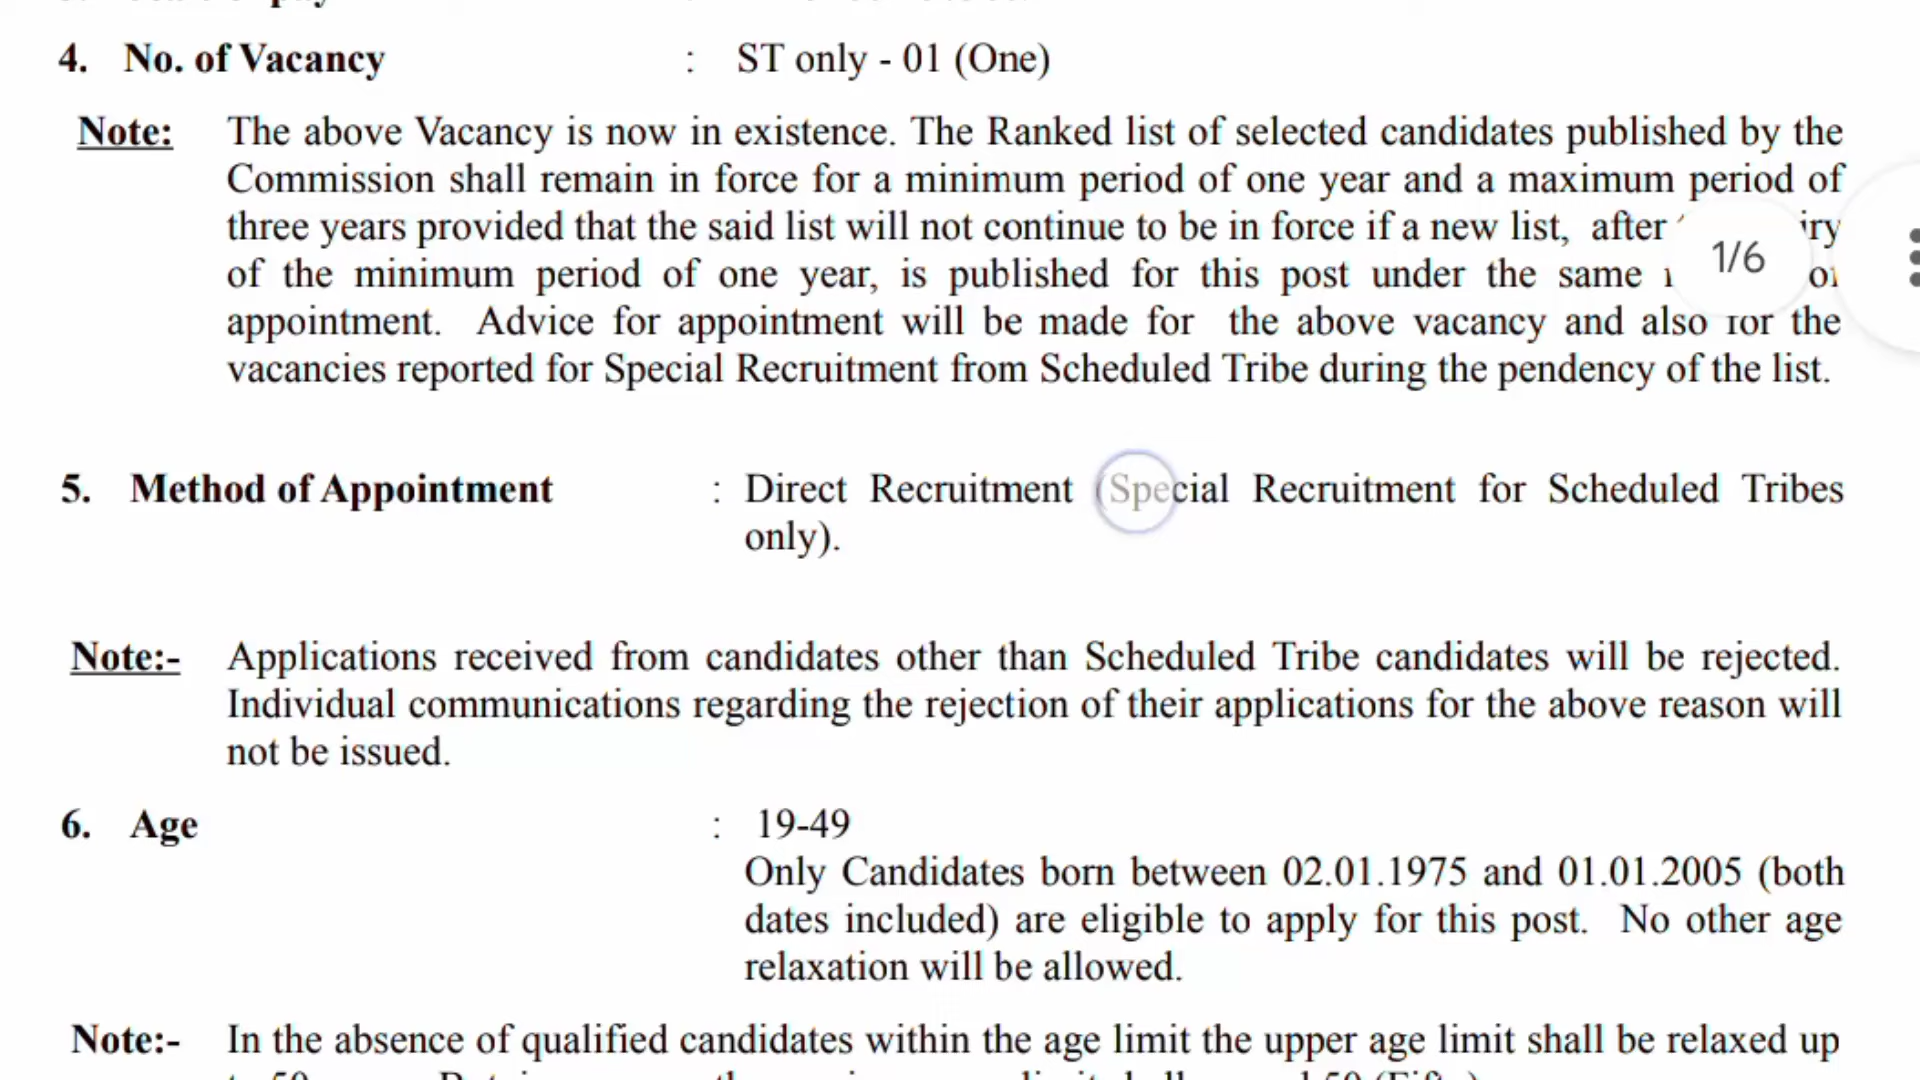 4. No. of Vacancy : ST only - 01 (One)
Note: The above Vacancy is now in existence. The Ranked list of selected candidates published by the
Commission shall remain in force for a minimum period of one year and a maximum period of
three years provided that the said list will not continue to be in force if a new list, after
of the minimum period of one year, is published for this post under the same
1/6
appointment. Advice for appointment will be made for the above vacancy and also for the
vacancies reported for Special Recruitment from Scheduled Tribe during the pendency of the list.
5. Method of Appointment : Direct Recruitment (Special Recruitment for Scheduled Tribes
only).
Note:- Applications received from candidates other than Scheduled Tribe candidates will be rejected.
Individual communications regarding the rejection of their applications for the above reason will
not be issued.
6. Age : 19-49
Only Candidates born between 02.01.1975 and 01.01.2005 (both
dates included) are eligible to apply for this post. No other age
relaxation will be allowed.
Note:- In the absence of qualified candidates within the age limit the upper age limit shall be relaxed up